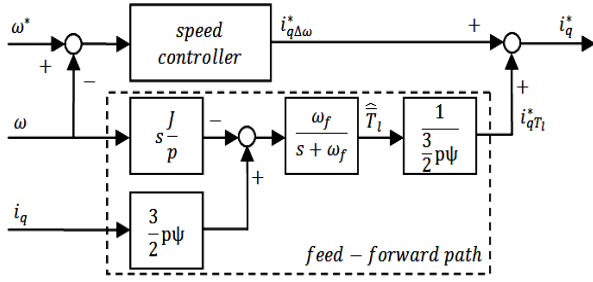 ω* + − speed controller i*qΔω + i*q
+ i*qTl
ω s J/p − + ωf/(s + ωf) T̂̄l 1/(3/2 pψ)
iq 3/2 pψ
feed − forward path